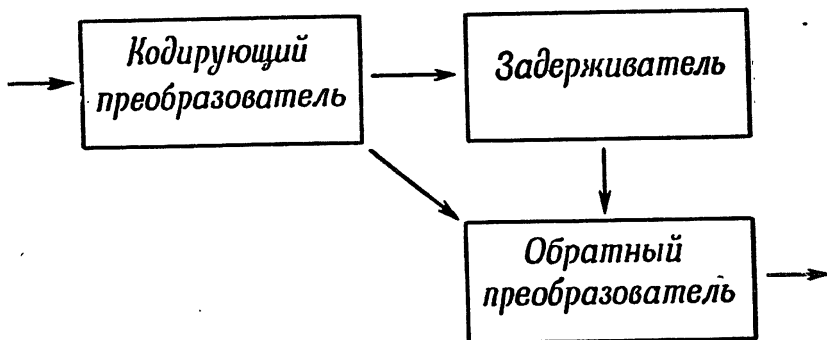 Кодирующий
преобразователь
Задерживатель
Обратный
преобразователь